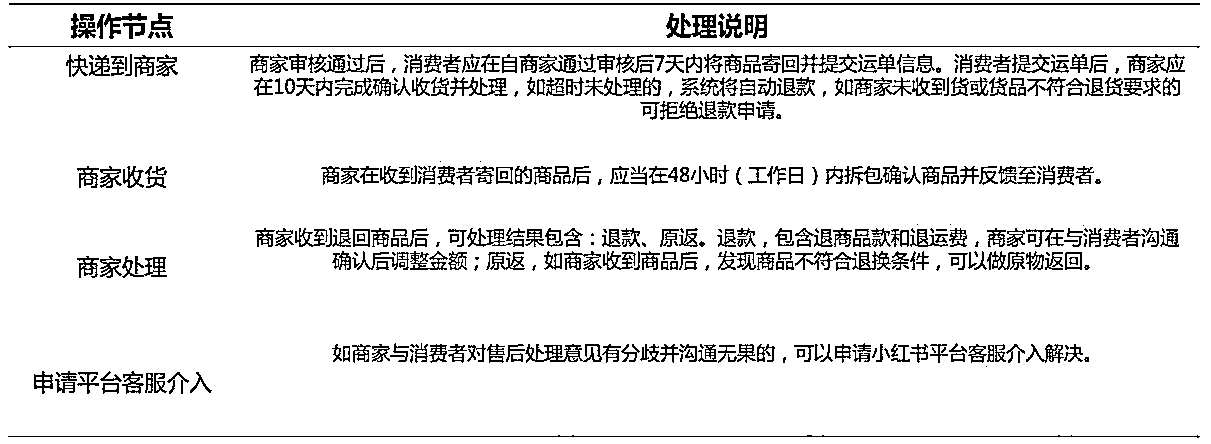 操作节点 处理说明
快递到商家
商家审核通过后，消费者应在自商家通过审核后7天内将商品寄回并提交运单信息。消费者提交运单后，商家应
在10天内完成确认收货并处理，如超时未处理的，系统将自动退款，如商家未收到货或货品不符合退货要求的
可拒绝退款申请。
商家收货 商家在收到消费者寄回的商品后，应当在48小时（工作日）内拆包确认商品并反馈至消费者。
商家处理
商家收到退回商品后，可处理结果包含：退款、原返。退款，包含退商品款和退运费，商家可在与消费者沟通
确认后调整金额；原返，如商家收到商品后，发现商品不符合退换条件，可以做原物返回。
申请平台客服介入
如商家与消费者对售后处理意见有分歧并沟通无果的，可以申请小红书平台客服介入解决。